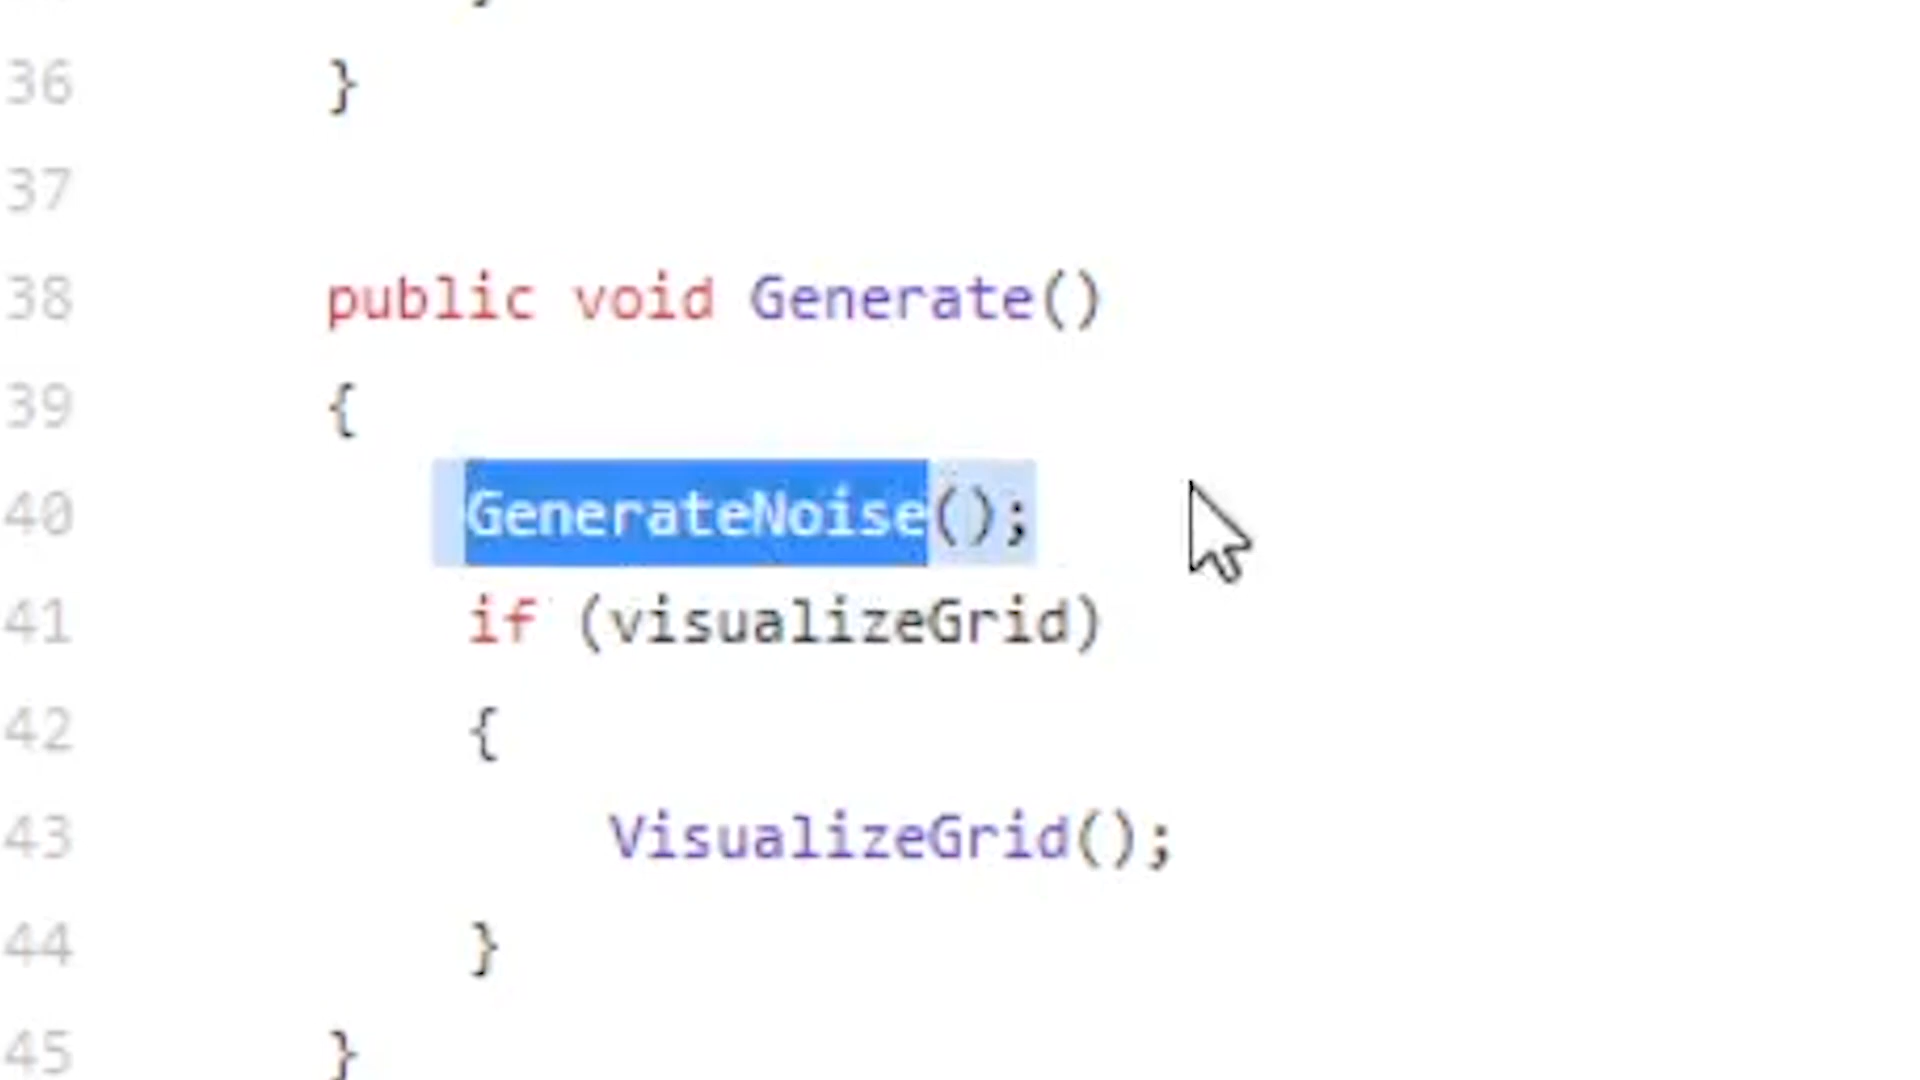 36 }
37
38 public void Generate()
39 {
40 GenerateNoise();
41 if (visualizeGrid)
42 {
43 VisualizeGrid();
44 }
45 }